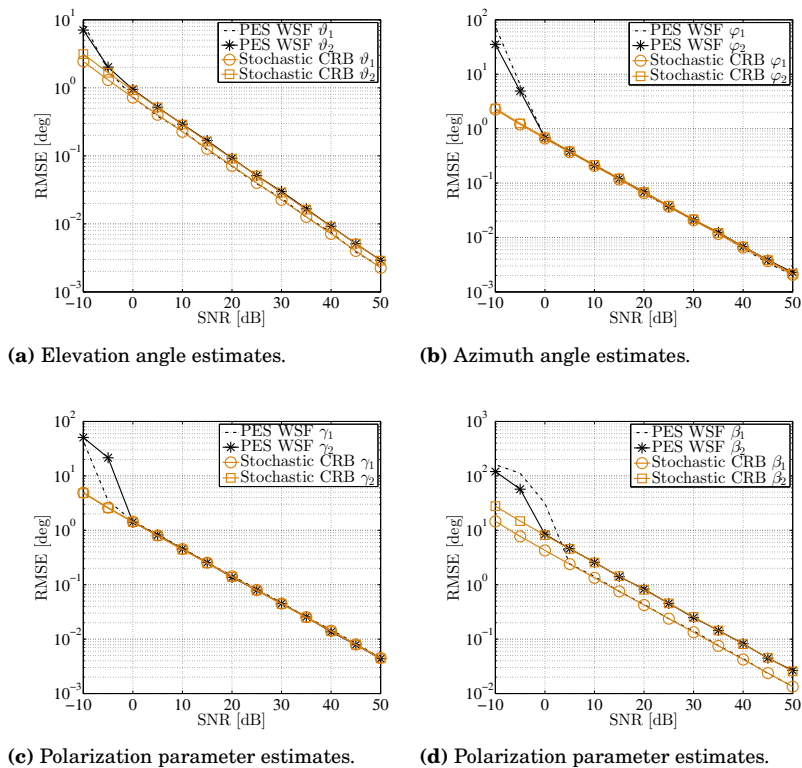 10^1
10^0
10^-1
10^-2
10^-3
RMSE [deg]
PES WSF ϑ1
PES WSF ϑ2
Stochastic CRB ϑ1
Stochastic CRB ϑ2
−10 0 10 20 30 40 50
SNR [dB]
(a) Elevation angle estimates.
10^2
10^1
10^0
10^-1
10^-2
10^-3
RMSE [deg]
PES WSF φ1
PES WSF φ2
Stochastic CRB φ1
Stochastic CRB φ2
−10 0 10 20 30 40 50
SNR [dB]
(b) Azimuth angle estimates.
10^2
10^1
10^0
10^-1
10^-2
10^-3
RMSE [deg]
PES WSF γ1
PES WSF γ2
Stochastic CRB γ1
Stochastic CRB γ2
−10 0 10 20 30 40 50
SNR [dB]
(c) Polarization parameter estimates.
10^3
10^2
10^1
10^0
10^-1
10^-2
RMSE [deg]
PES WSF β1
PES WSF β2
Stochastic CRB β1
Stochastic CRB β2
−10 0 10 20 30 40 50
SNR [dB]
(d) Polarization parameter estimates.